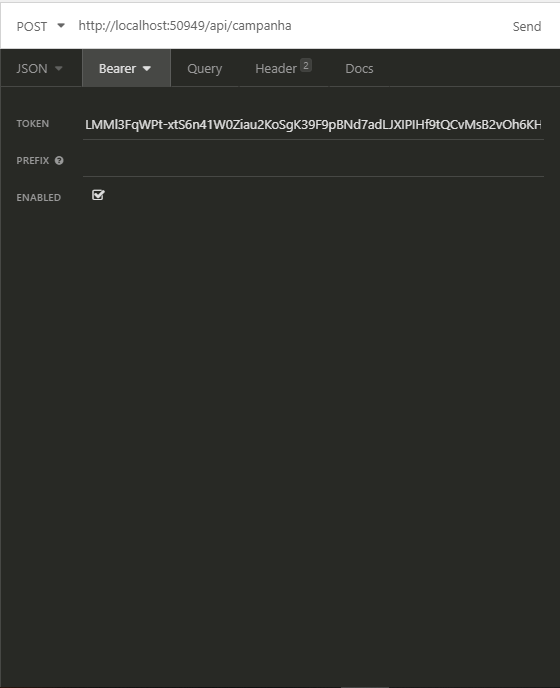 POST http://localhost:50949/api/campanha Send
JSON Bearer Query Header 2 Docs
TOKEN LMMl3FqWPt-xtS6n41W0Ziau2KoSgK39F9pBNd7adLJXIPIHf9tQCvMsB2vOh6KH
PREFIX
ENABLED